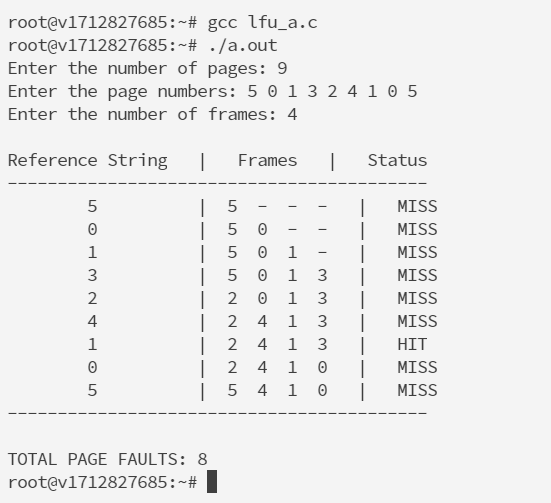 root@v1712827685:~# gcc lfu_a.c
root@v1712827685:~# ./a.out
Enter the number of pages: 9
Enter the page numbers: 5 0 1 3 2 4 1 0 5
Enter the number of frames: 4
Reference String   |   Frames   |   Status
------------------------------------------
        5          |  5  -  -  -   |   MISS
        0          |  5  0  -  -   |   MISS
        1          |  5  0  1  -   |   MISS
        3          |  5  0  1  3   |   MISS
        2          |  2  0  1  3   |   MISS
        4          |  2  4  1  3   |   MISS
        1          |  2  4  1  3   |   HIT
        0          |  2  4  1  0   |   MISS
        5          |  5  4  1  0   |   MISS
------------------------------------------
TOTAL PAGE FAULTS: 8
root@v1712827685:~#